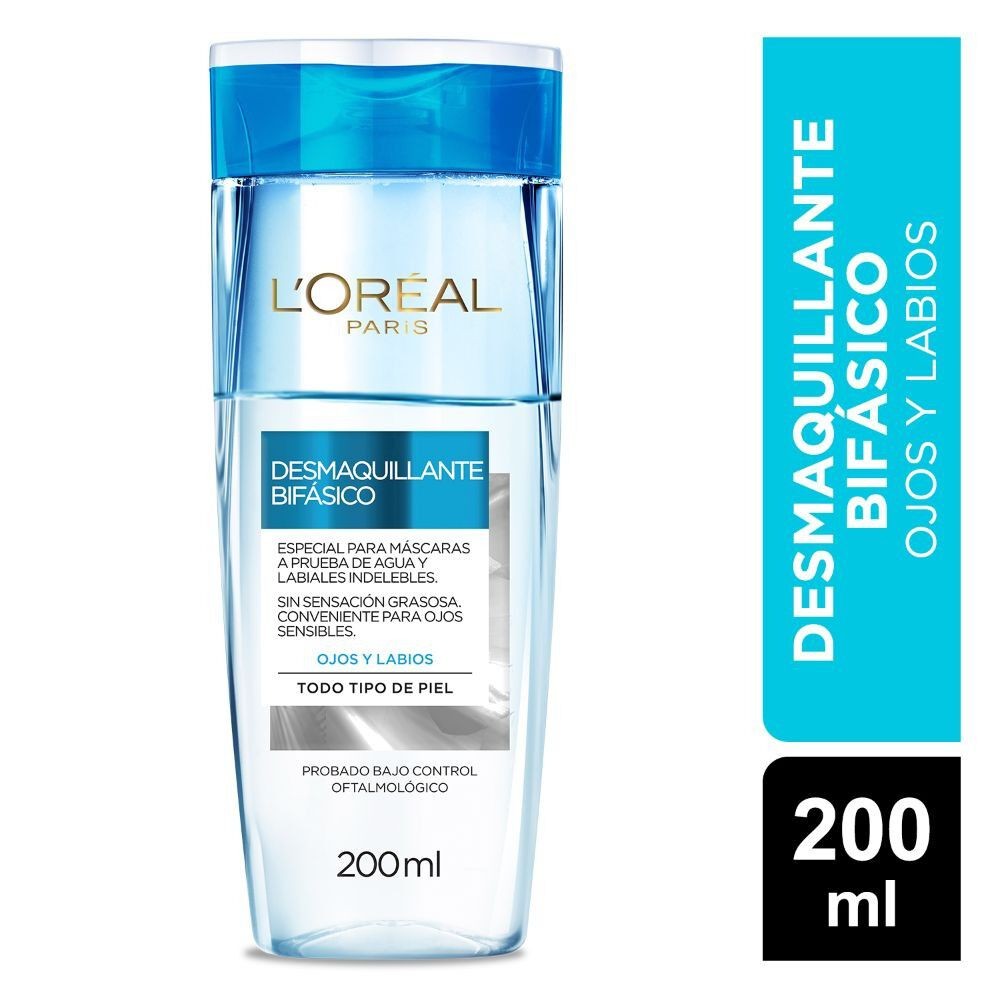 L'ORÉAL
PARIS
DESMAQUILLANTE
BIFÁSICO
ESPECIAL PARA MÁSCARAS
A PRUEBA DE AGUA Y
LABIALES INDELEBLES.
SIN SENSACIÓN GRASOSA.
CONVENIENTE PARA OJOS
SENSIBLES.
OJOS Y LABIOS
TODO TIPO DE PIEL
PROBADO BAJO CONTROL
OFTALMOLÓGICO
200ml
DESMAQUILLANTE
BIFÁSICO
OJOS Y LABIOS
200
ml